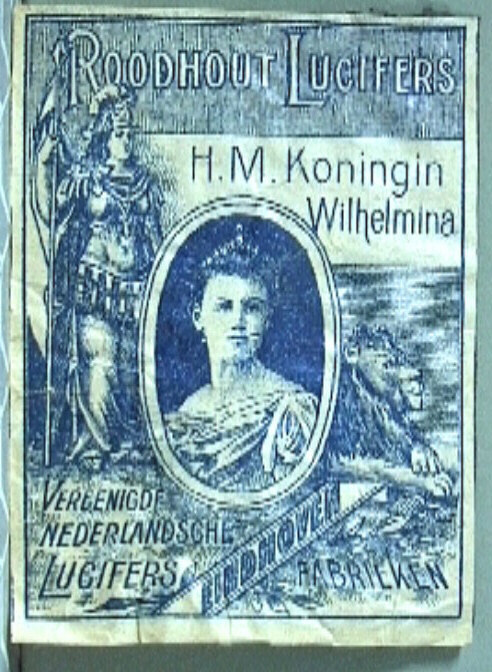 ROODHOUT LUCIFERS
H.M. Koningin
Wilhelmina
VEREENIGDE
NEDERLANDSCHE
EINDHOVEN
LUCIFERS FABRIEKEN